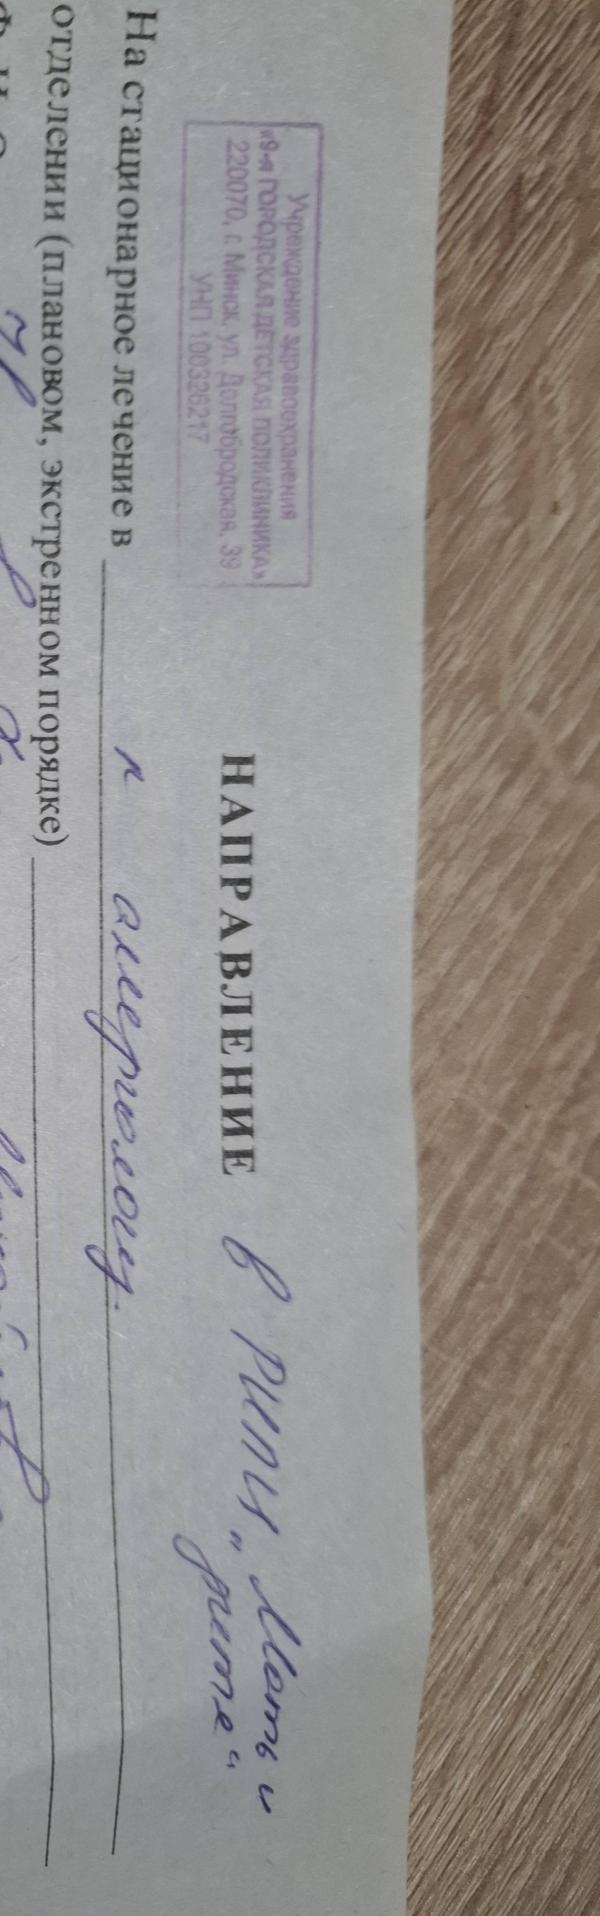 Учреждение здравоохранения
«9-я ГОРОДСКАЯ ДЕТСКАЯ ПОЛИКЛИНИКА»
220070, г. Минск, ул. Долгобродская, 39
УНП 100326217
НАПРАВЛЕНИЕ в РНПЦ „Мать и
дитя“
На стационарное лечение в к аллергологу.
отделении (плановом, экстренном порядке)